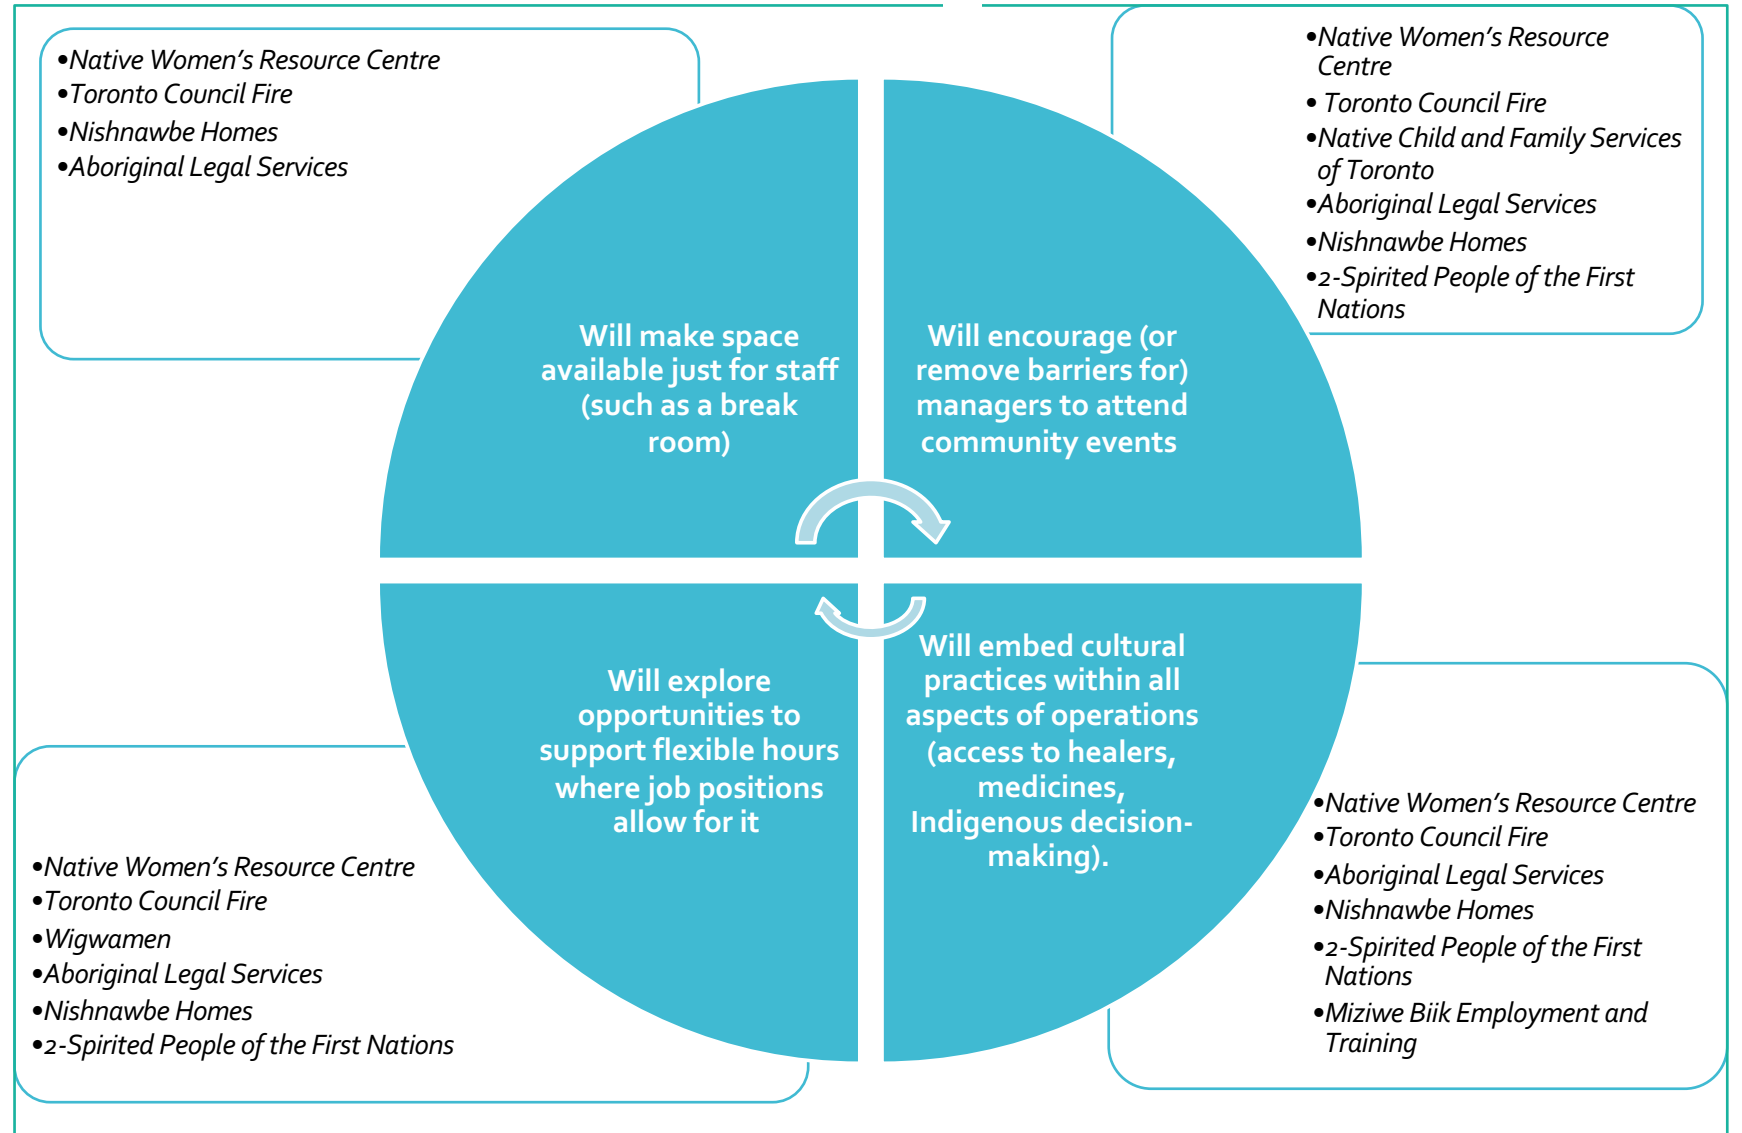 •Native Women's Resource Centre
•Toronto Council Fire
•Nishnawbe Homes
•Aboriginal Legal Services
Will make space
available just for staff
(such as a break
room)
•Native Women's Resource
Centre
• Toronto Council Fire
•Native Child and Family Services
of Toronto
•Aboriginal Legal Services
•Nishnawbe Homes
•2-Spirited People of the First
Nations
Will encourage (or
remove barriers for)
managers to attend
community events
Will explore
opportunities to
support flexible hours
where job positions
allow for it
•Native Women's Resource Centre
•Toronto Council Fire
•Wigwamen
•Aboriginal Legal Services
•Nishnawbe Homes
•2-Spirited People of the First Nations
Will embed cultural
practices within all
aspects of operations
(access to healers,
medicines,
Indigenous decision-
making).
•Native Women's Resource Centre
•Toronto Council Fire
•Aboriginal Legal Services
•Nishnawbe Homes
•2-Spirited People of the First
Nations
•Miziwe Biik Employment and
Training